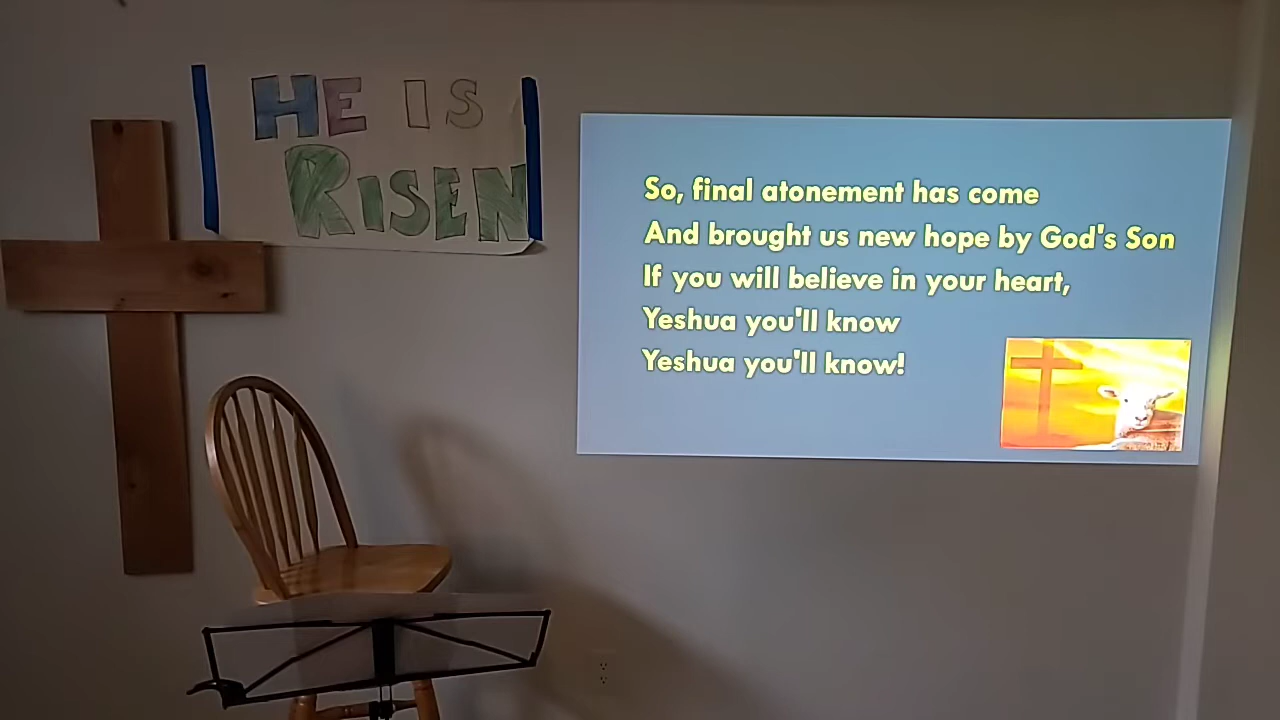 HE IS
RISEN
So, final atonement has come
And brought us new hope by God's Son
If you will believe in your heart,
Yeshua you'll know
Yeshua you'll know!